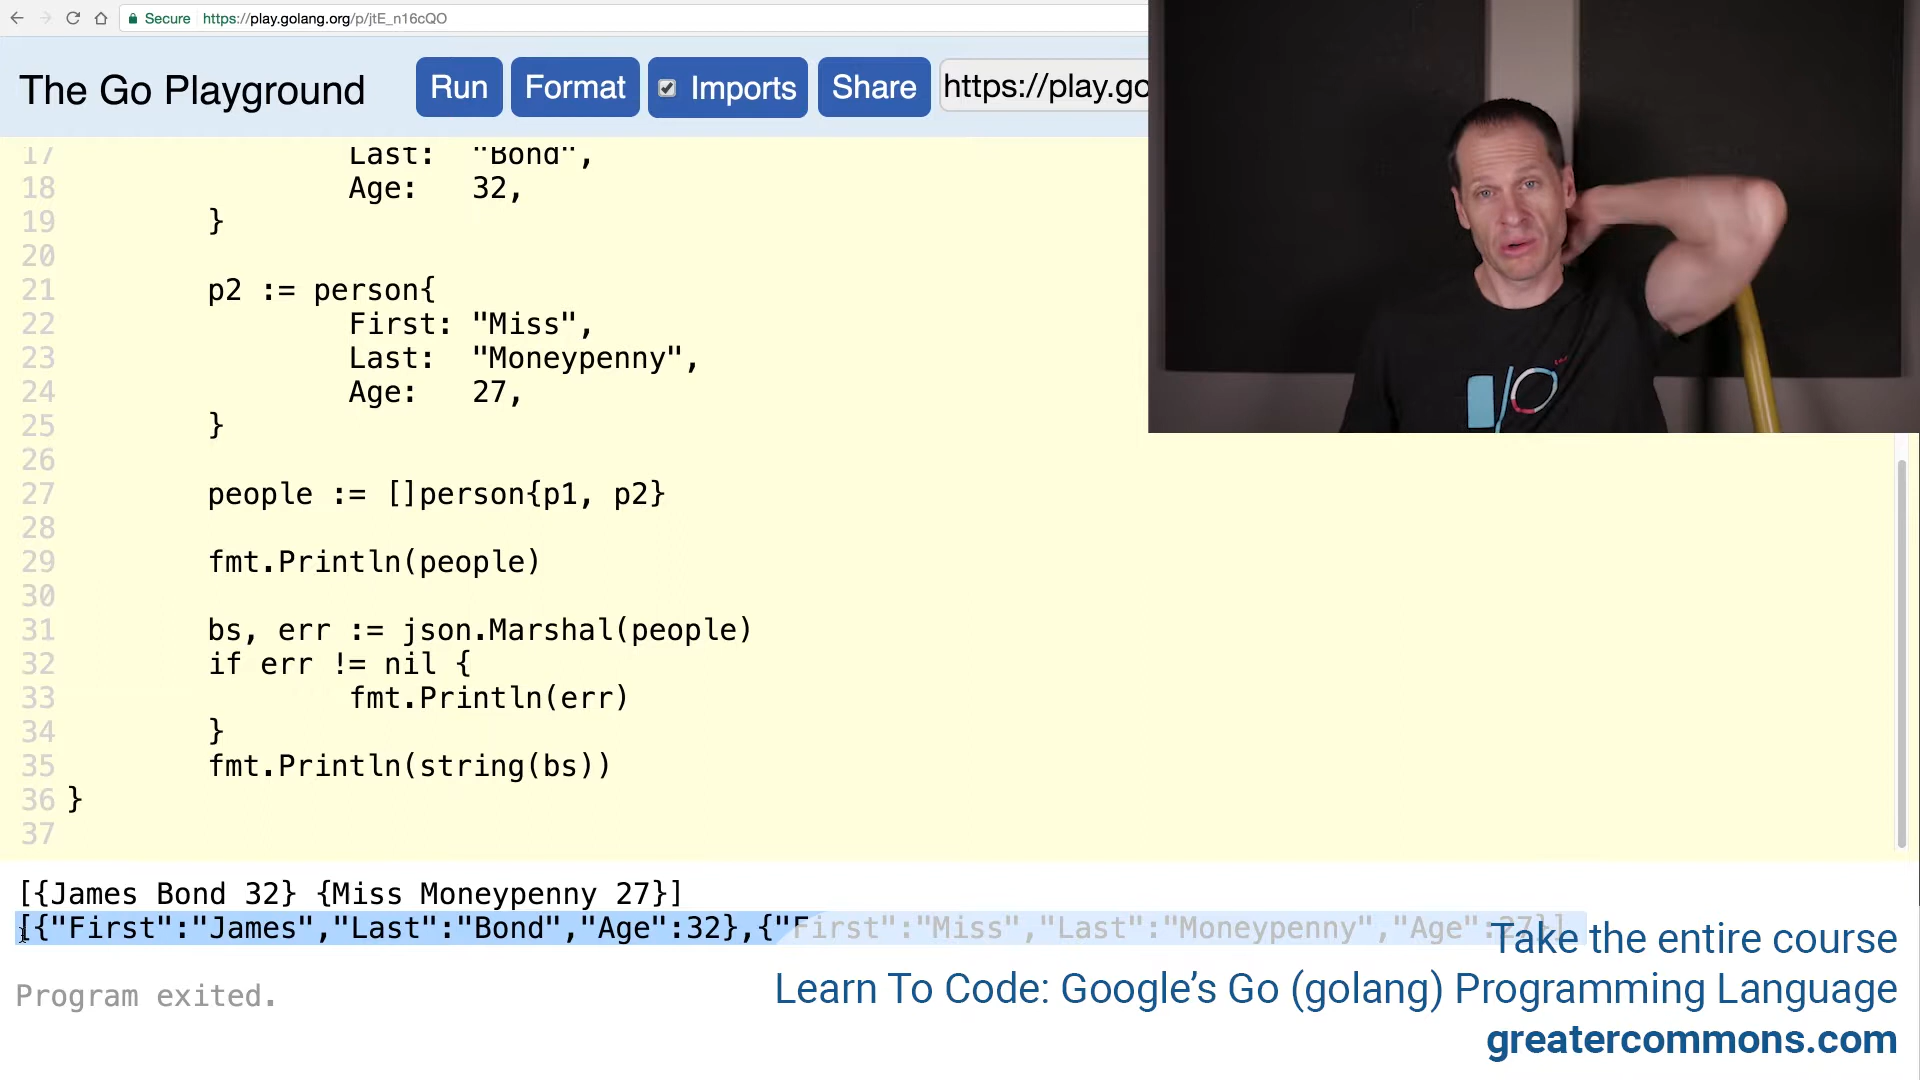 Secure https://play.golang.org/p/jtE_n16cQO
The Go Playground Run Format Imports Share https://play.go
17 Last: "Bond",
18 Age: 32,
19 }
20
21 p2 := person{
22 First: "Miss",
23 Last: "Moneypenny",
24 Age: 27,
25 }
26
27 people := []person{p1, p2}
28
29 fmt.Println(people)
30
31 bs, err := json.Marshal(people)
32 if err != nil {
33 fmt.Println(err)
34 }
35 fmt.Println(string(bs))
36 }
37
[{James Bond 32} {Miss Moneypenny 27}]
[{"First":"James","Last":"Bond","Age":32},{"First":"Miss","Last":"Moneypenny","Age":27}]
Program exited.
Take the entire course
Learn To Code: Google’s Go (golang) Programming Language
greatercommons.com
I/O